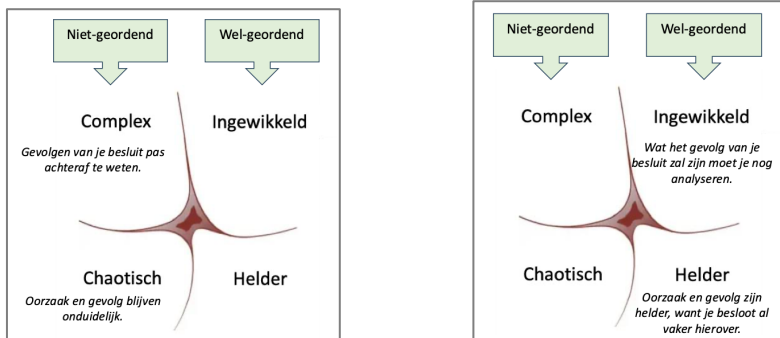 Niet-geordend
Wel-geordend
Complex
Ingewikkeld
Gevolgen van je besluit pas
achteraf te weten.
Chaotisch
Helder
Oorzaak en gevolg blijven
onduidelijk.
Niet-geordend
Wel-geordend
Complex
Ingewikkeld
Wat het gevolg van je
besluit zal zijn moet je nog
analyseren.
Chaotisch
Helder
Oorzaak en gevolg zijn
helder, want je besloot al
vaker hierover.